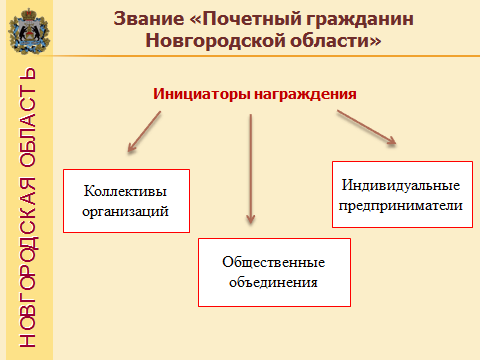 Звание «Почетный гражданин
Новгородской области»
НОВГОРОДСКАЯ ОБЛАСТЬ
Инициаторы награждения
Коллективы
организаций
Общественные
объединения
Индивидуальные
предприниматели